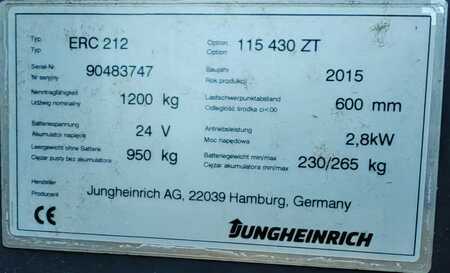 Typ ERC 212 Option 115 430 ZT
Typ Option
Serial-Nr Baujahr
Nr seryjny 90483747 Rok produkcji 2015
Nenntragfähigkeit Lastschwerpunktabstand
Udźwig nominalny 1200 kg Odległość środka 600 mm
Batteriespannung Antriebsleistung
Akumulator napięcie 24 V Moc napędowa 2,8kW
Leergewicht ohne Batterie Batteriegewicht min/max
Ciężar pusty bez akumulatora 950 kg Ciężar akumulatora min/max 230/265 kg
Hersteller
Producent Jungheinrich AG, 22039 Hamburg, Germany
CE JUNGHEINRICH